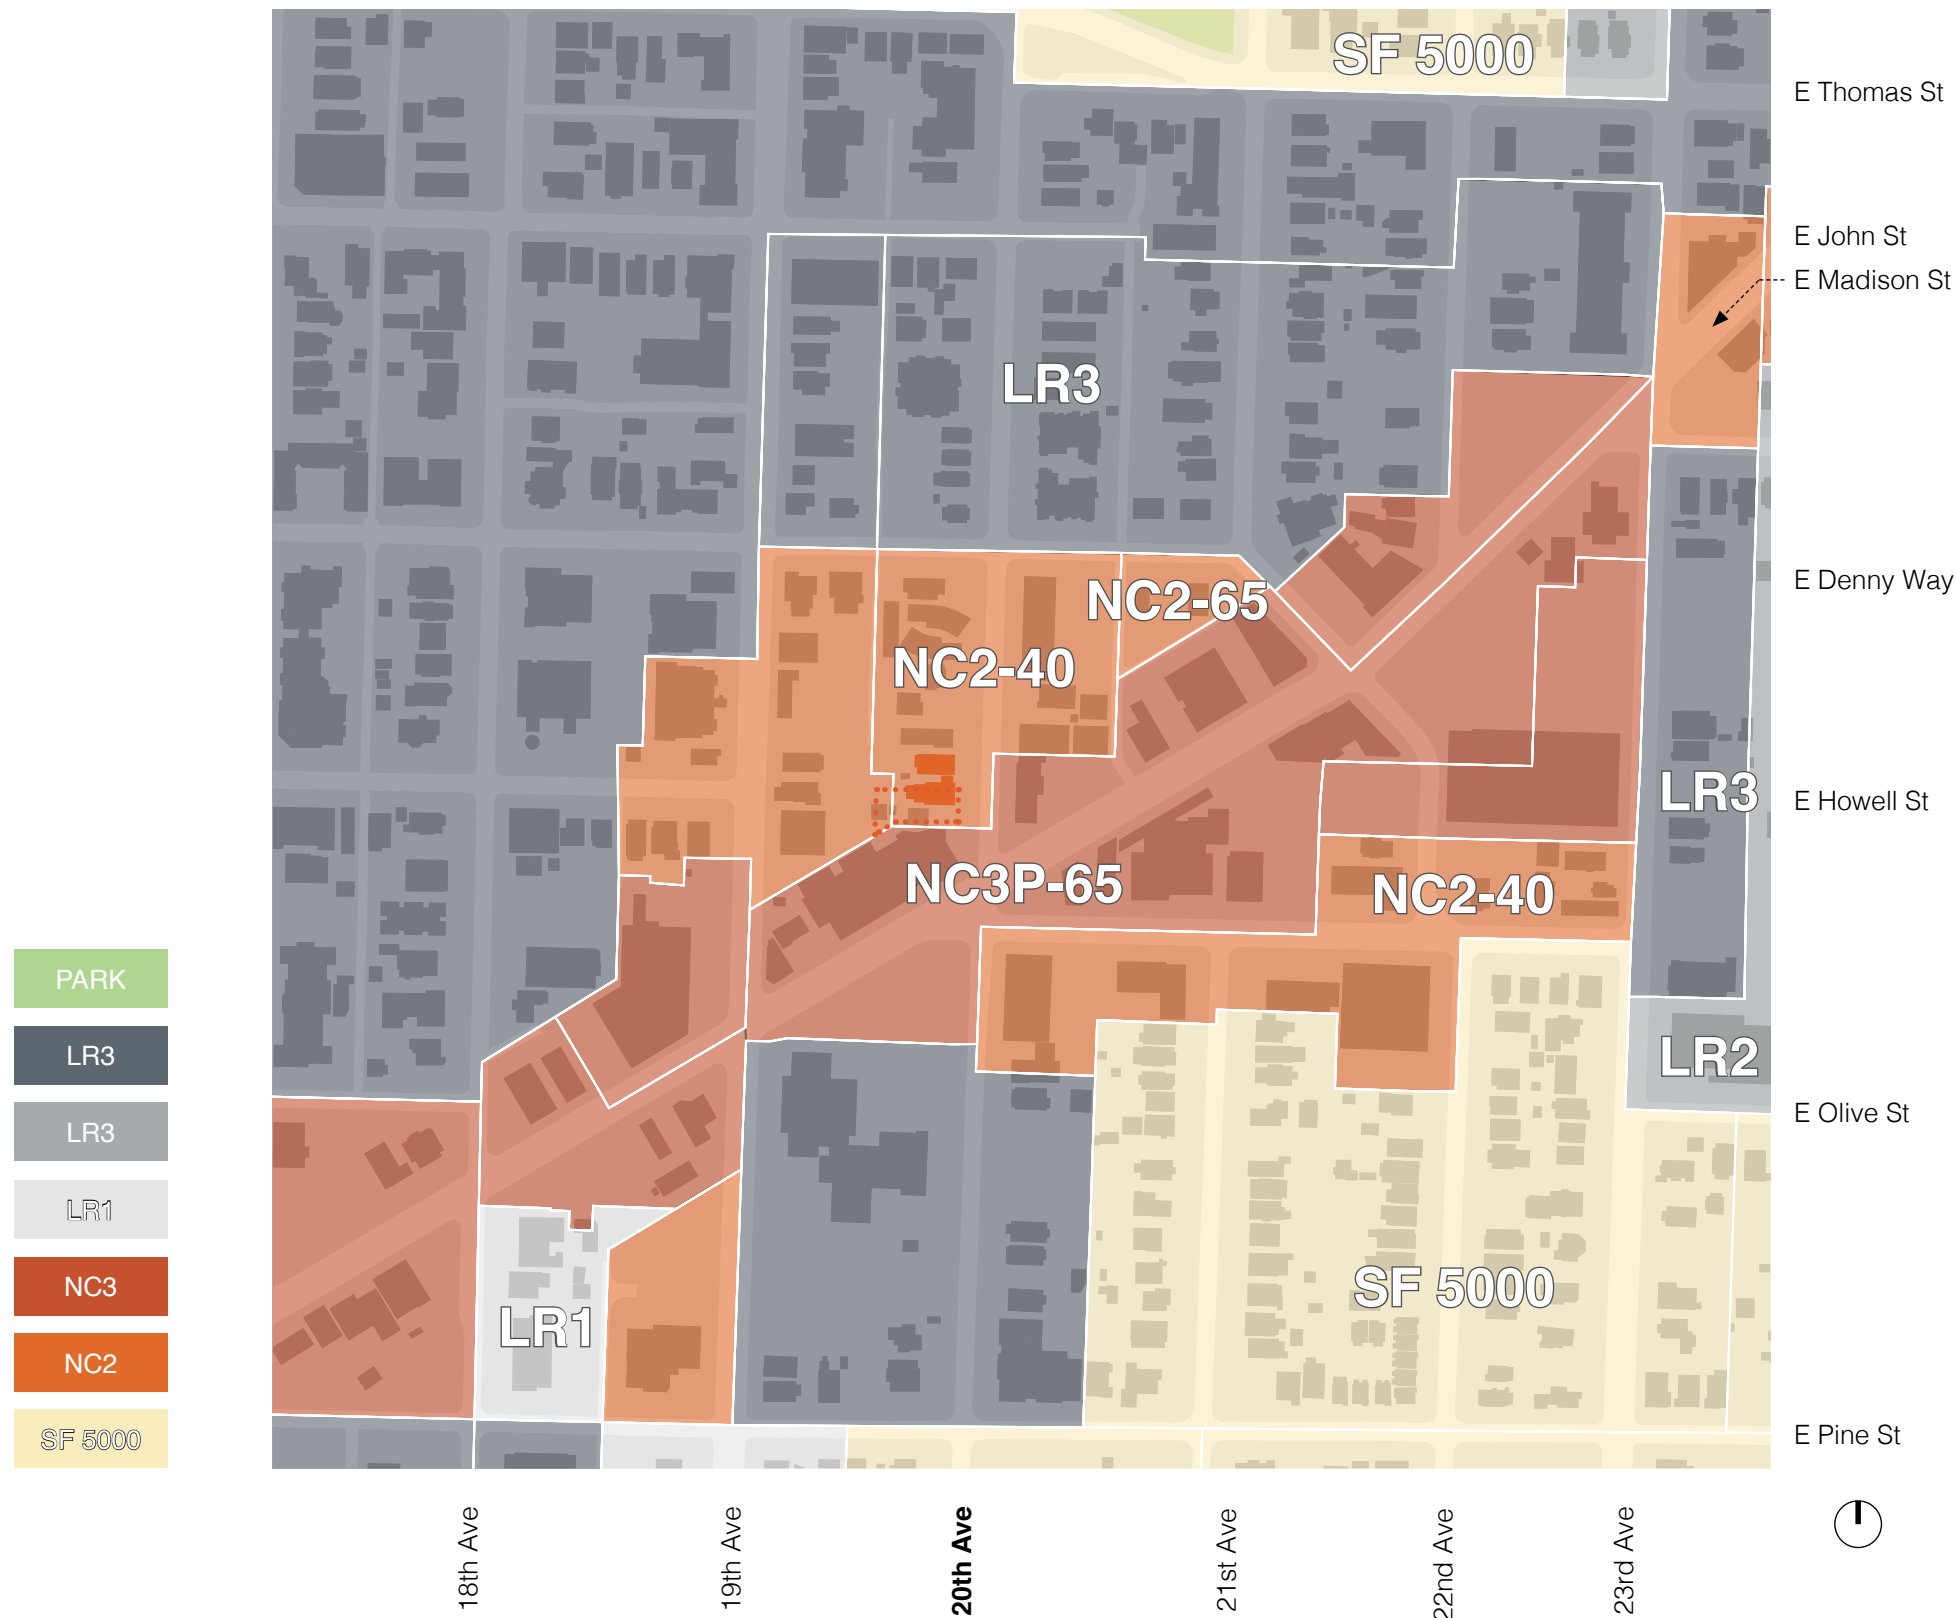 SF 5000
E Thomas St
E John St
E Madison St
LR3
E Denny Way
NC2-65
NC2-40
E Howell St
LR3
NC3P-65
NC2-40
PARK
LR3
LR2
LR3
E Olive St
LR1
NC3
SF 5000
LR1
NC2
SF 5000
E Pine St
18th Ave
19th Ave
20th Ave
21st Ave
22nd Ave
23rd Ave